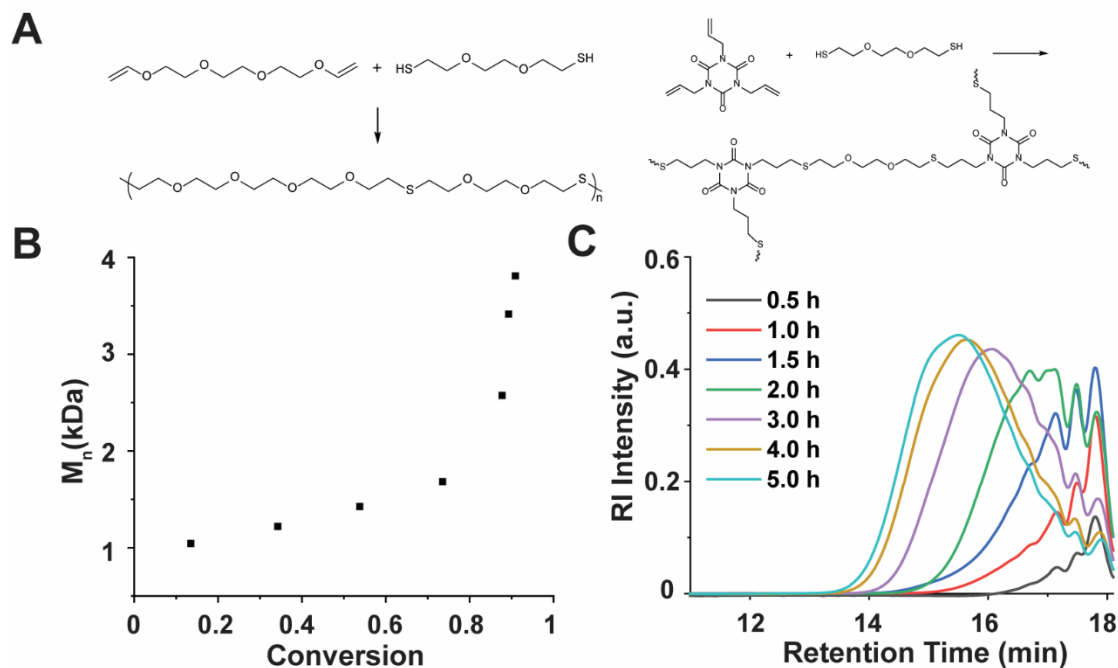 A
O
O
O
O
+
HS
O
O
SH
(
O
O
O
O
S
O
O
S
)
n
N
N
N
O
O
O
+
HS
O
O
SH
S
O
N
N
O
N
O
S
S
O
O
S
O
N
N
O
N
O
S
S
B
Mn(kDa)
4
3
2
1
0 0.2 0.4 0.6 0.8 1
Conversion
C
RI Intensity (a.u.)
0.6
0.4
0.2
0
0.5 h
1.0 h
1.5 h
2.0 h
3.0 h
4.0 h
5.0 h
12 14 16 18
Retention Time (min)